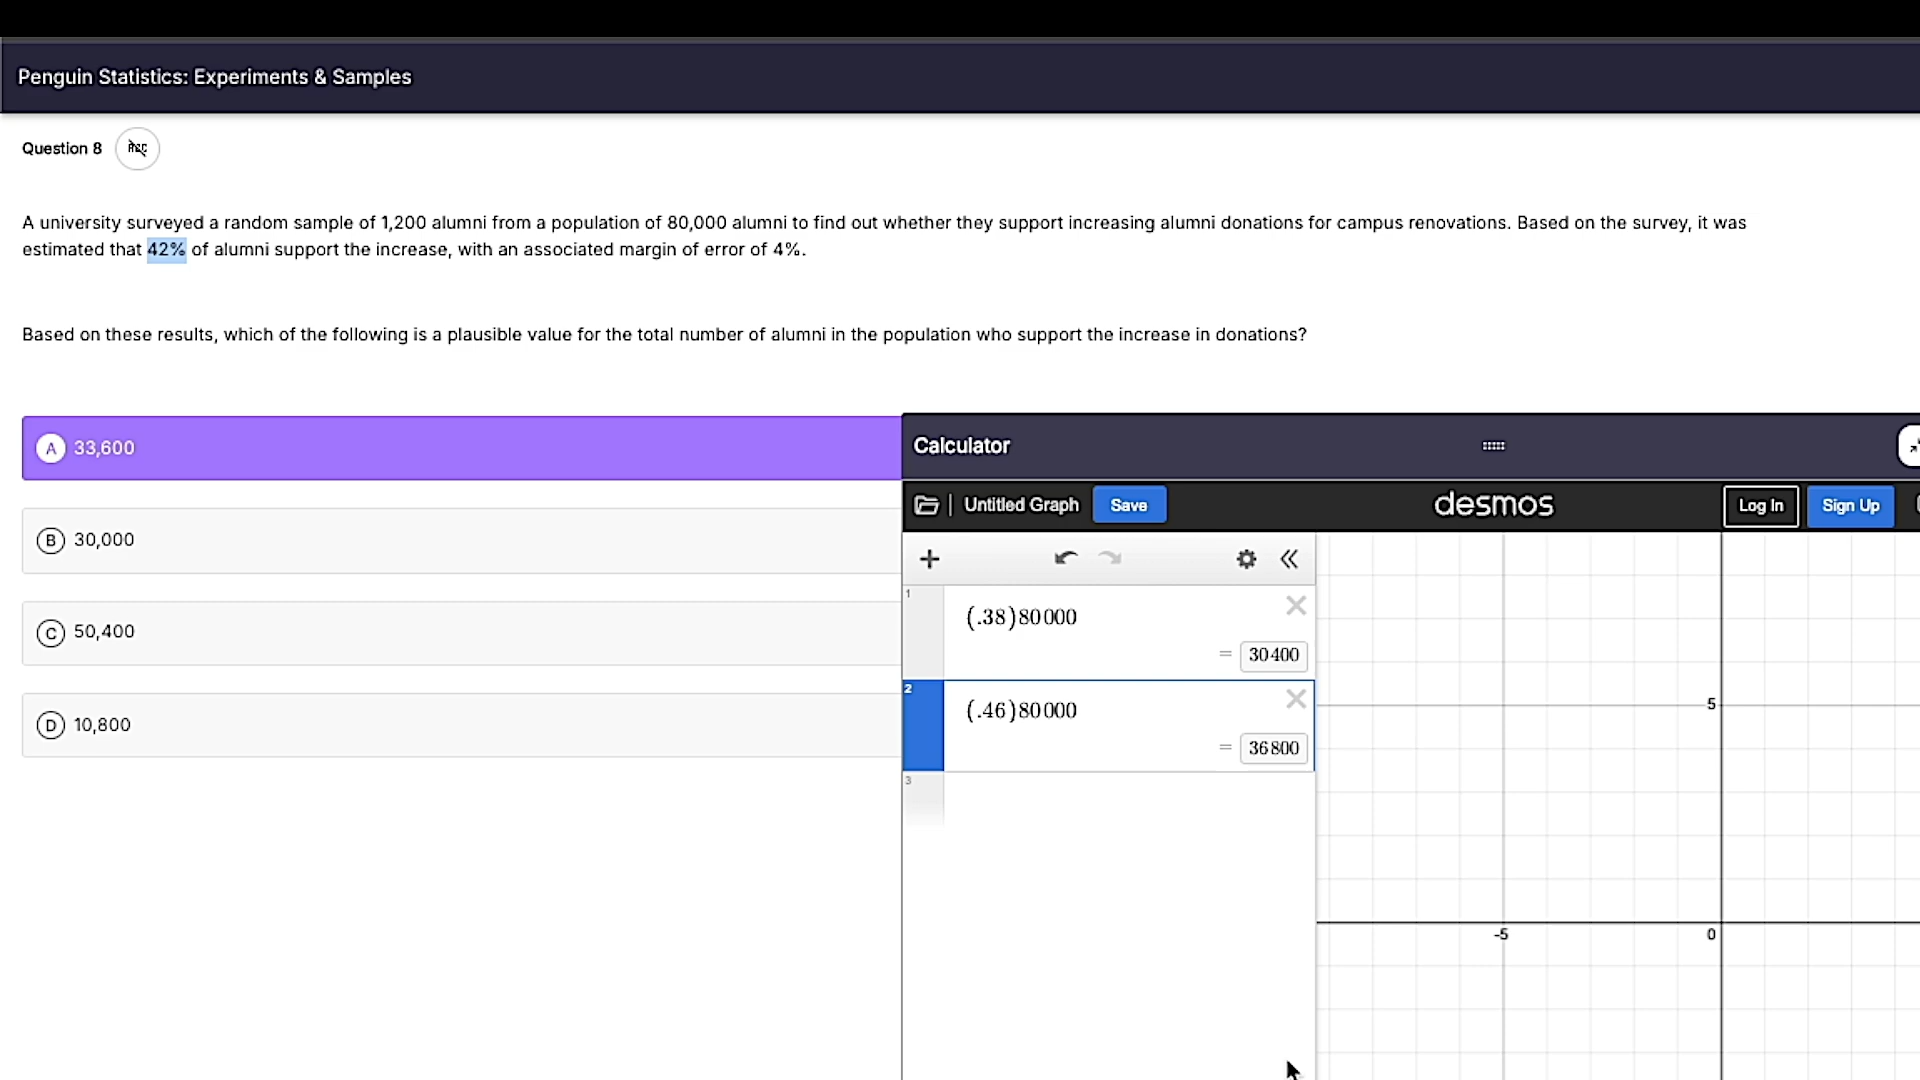 Penguin Statistics: Experiments & Samples
Question 8
A university surveyed a random sample of 1,200 alumni from a population of 80,000 alumni to find out whether they support increasing alumni donations for campus renovations. Based on the survey, it was
estimated that 42% of alumni support the increase, with an associated margin of error of 4%.
Based on these results, which of the following is a plausible value for the total number of alumni in the population who support the increase in donations?
A 33,600
B 30,000
C 50,400
D 10,800
Calculator
Untitled Graph
Save
desmos
Log In
Sign Up
1
(.38)80000
= 30400
2
(.46)80000
= 36800
3
5
-5
0